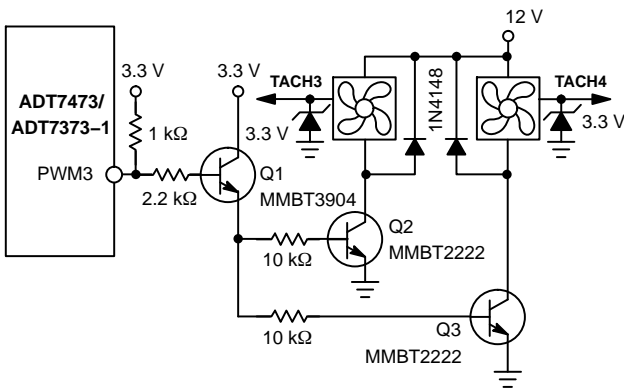 12 V
3.3 V
3.3 V
TACH3
1N4148
TACH4
ADT7473/
ADT7373–1
1 kΩ
3.3 V
3.3 V
PWM3
2.2 kΩ
Q1
MMBT3904
Q2
10 kΩ
MMBT2222
10 kΩ
Q3
MMBT2222